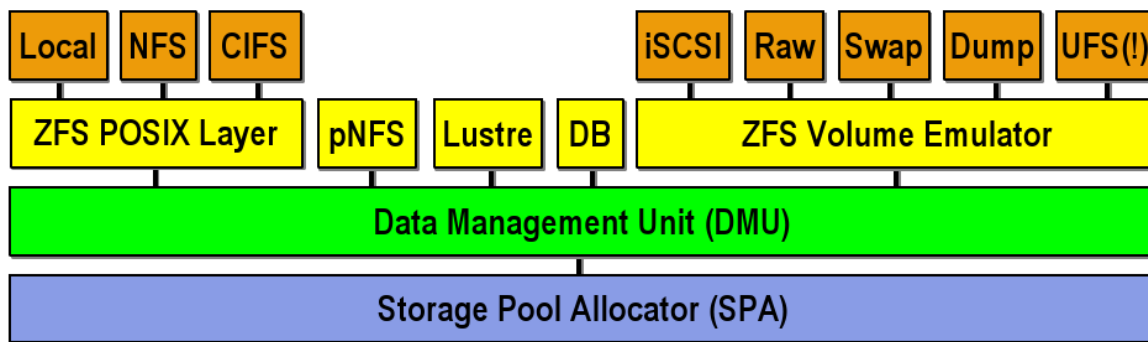 Local NFS CIFS iSCSI Raw Swap Dump UFS(!)
ZFS POSIX Layer pNFS Lustre DB ZFS Volume Emulator
Data Management Unit (DMU)
Storage Pool Allocator (SPA)